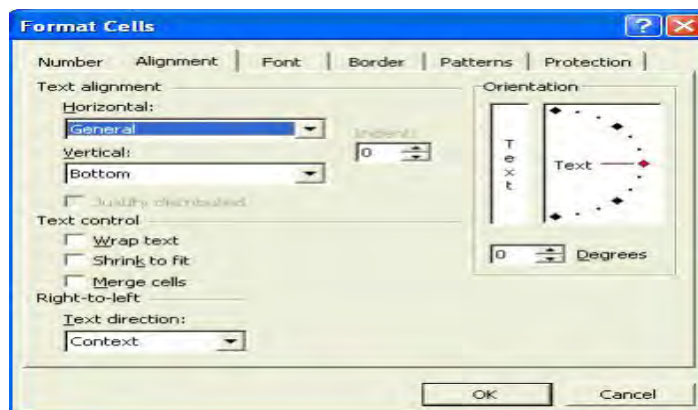 Format Cells
Number Alignment Font Border Patterns Protection
Text alignment
Horizontal:
General
Vertical:
Bottom
Indent:
0
Justify distributed
Text control
Wrap text
Shrink to fit
Merge cells
Right-to-left
Text direction:
Context
Orientation
Text
Text
0 Degrees
OK Cancel